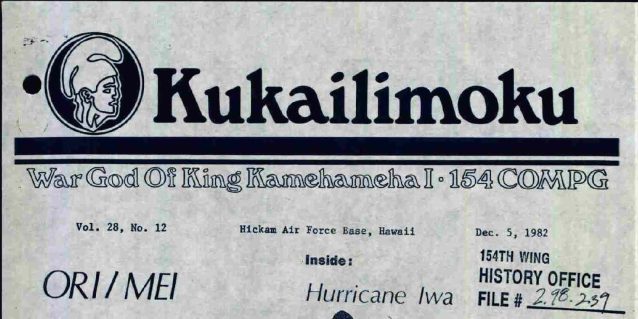 Kukailimoku
War God Of King Kamehameha I · 154 COMPG
Vol. 28, No. 12 Hickam Air Force Base, Hawaii Dec. 5, 1982
ORI/MEI
Inside:
Hurricane Iwa
154TH WING
HISTORY OFFICE
FILE # 2.98-239